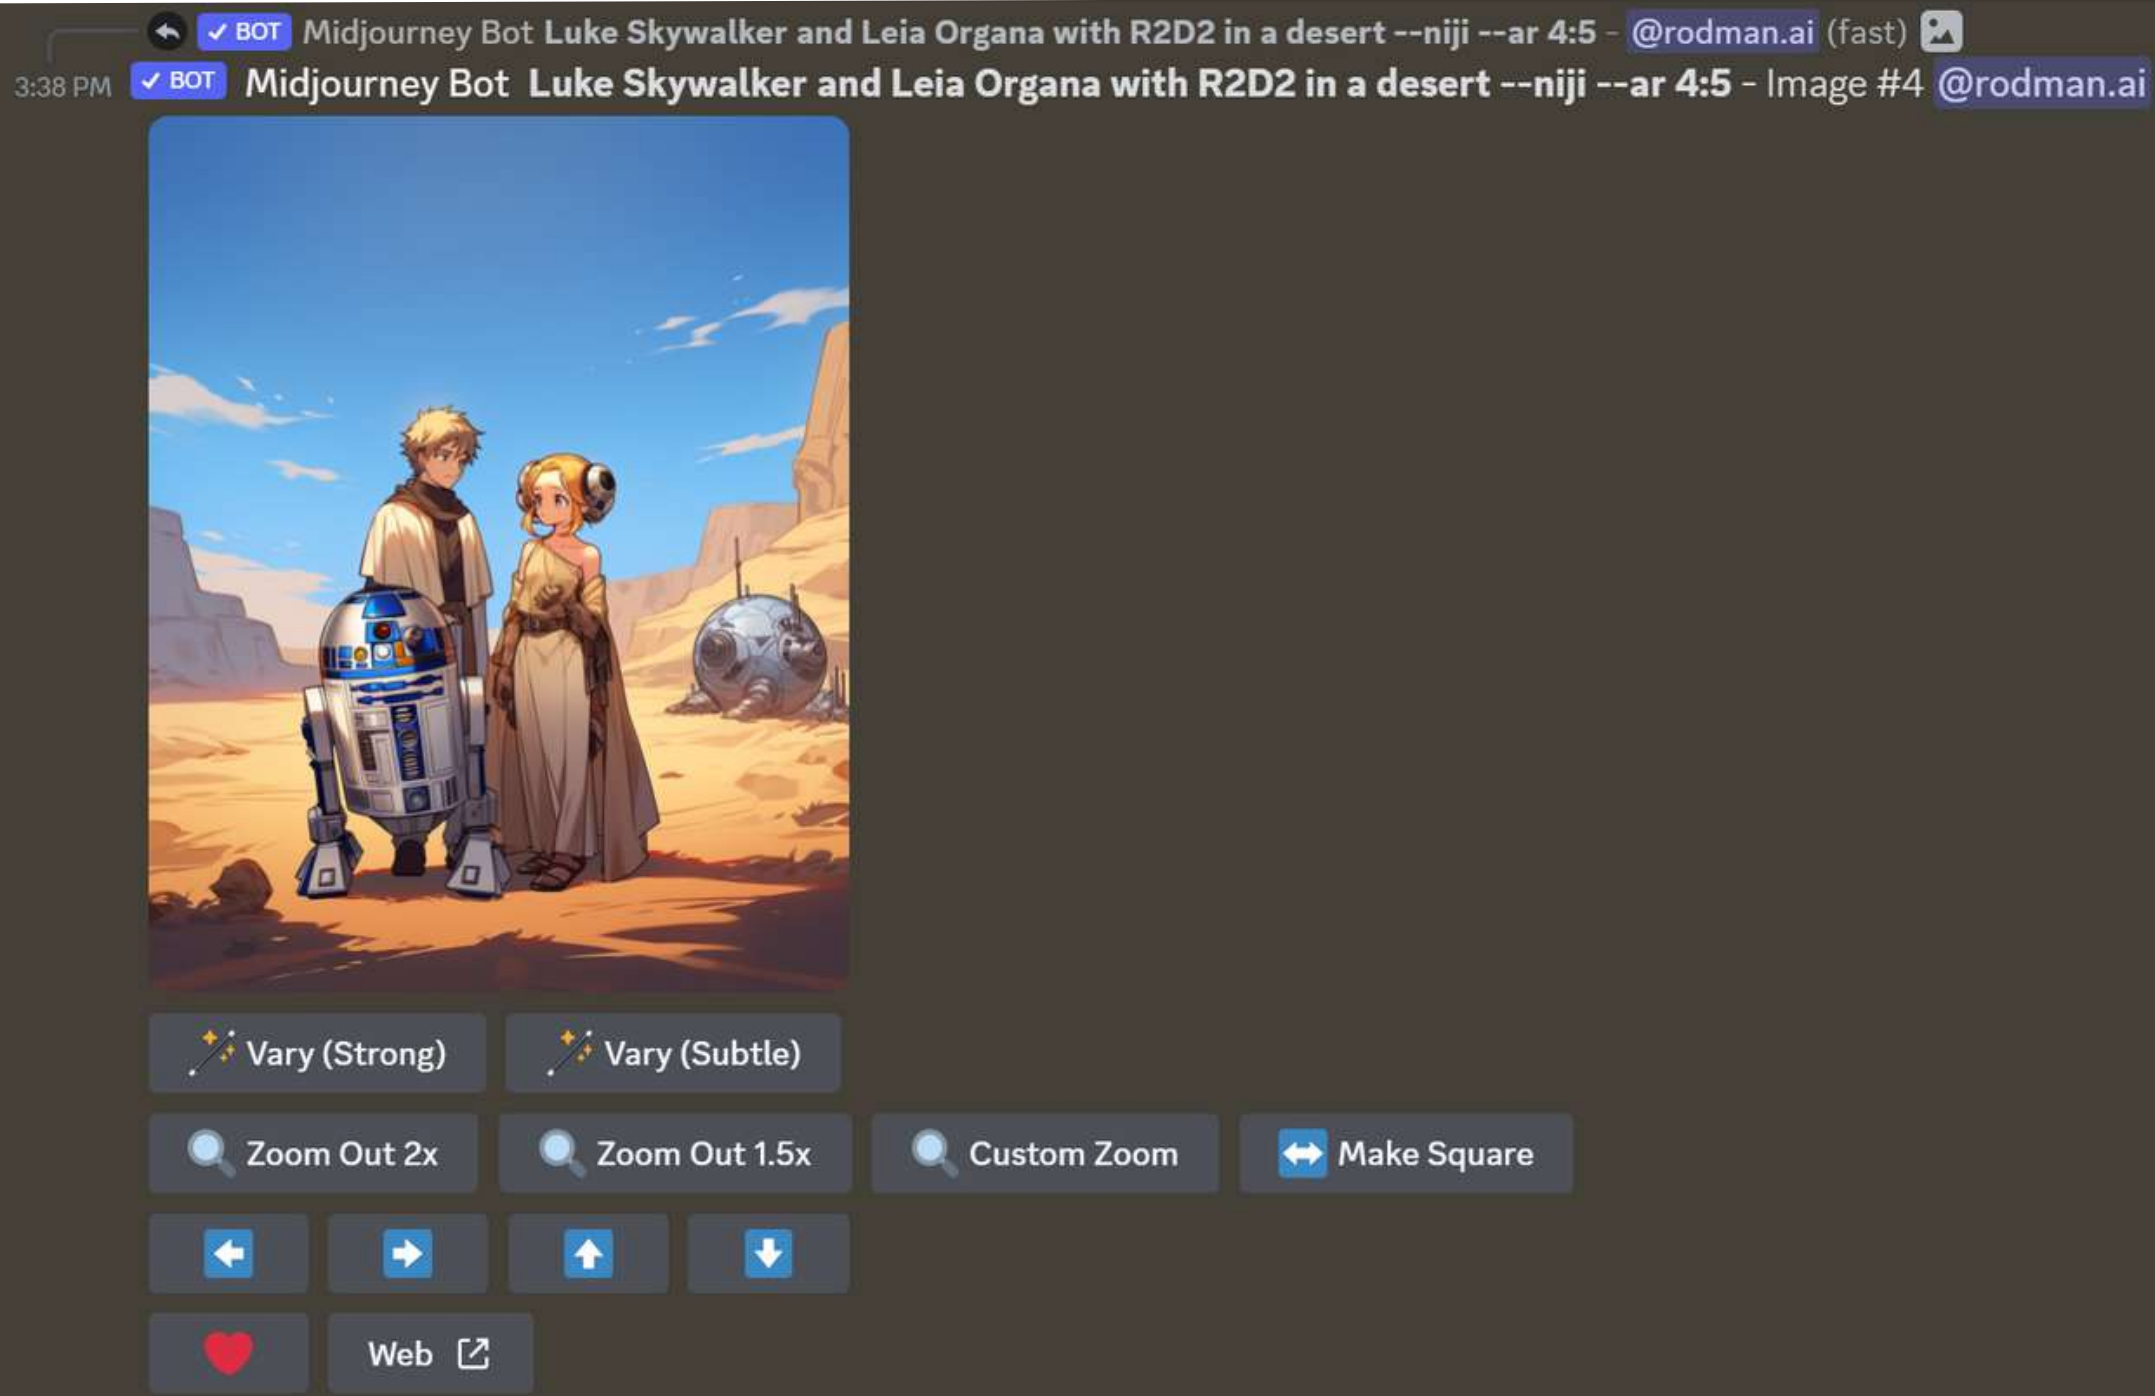 BOT Midjourney Bot Luke Skywalker and Leia Organa with R2D2 in a desert --niji --ar 4:5 - @rodman.ai (fast)
3:38 PM BOT Midjourney Bot Luke Skywalker and Leia Organa with R2D2 in a desert --niji --ar 4:5 - Image #4 @rodman.ai
Vary (Strong) Vary (Subtle)
Zoom Out 2x Zoom Out 1.5x Custom Zoom Make Square
Web